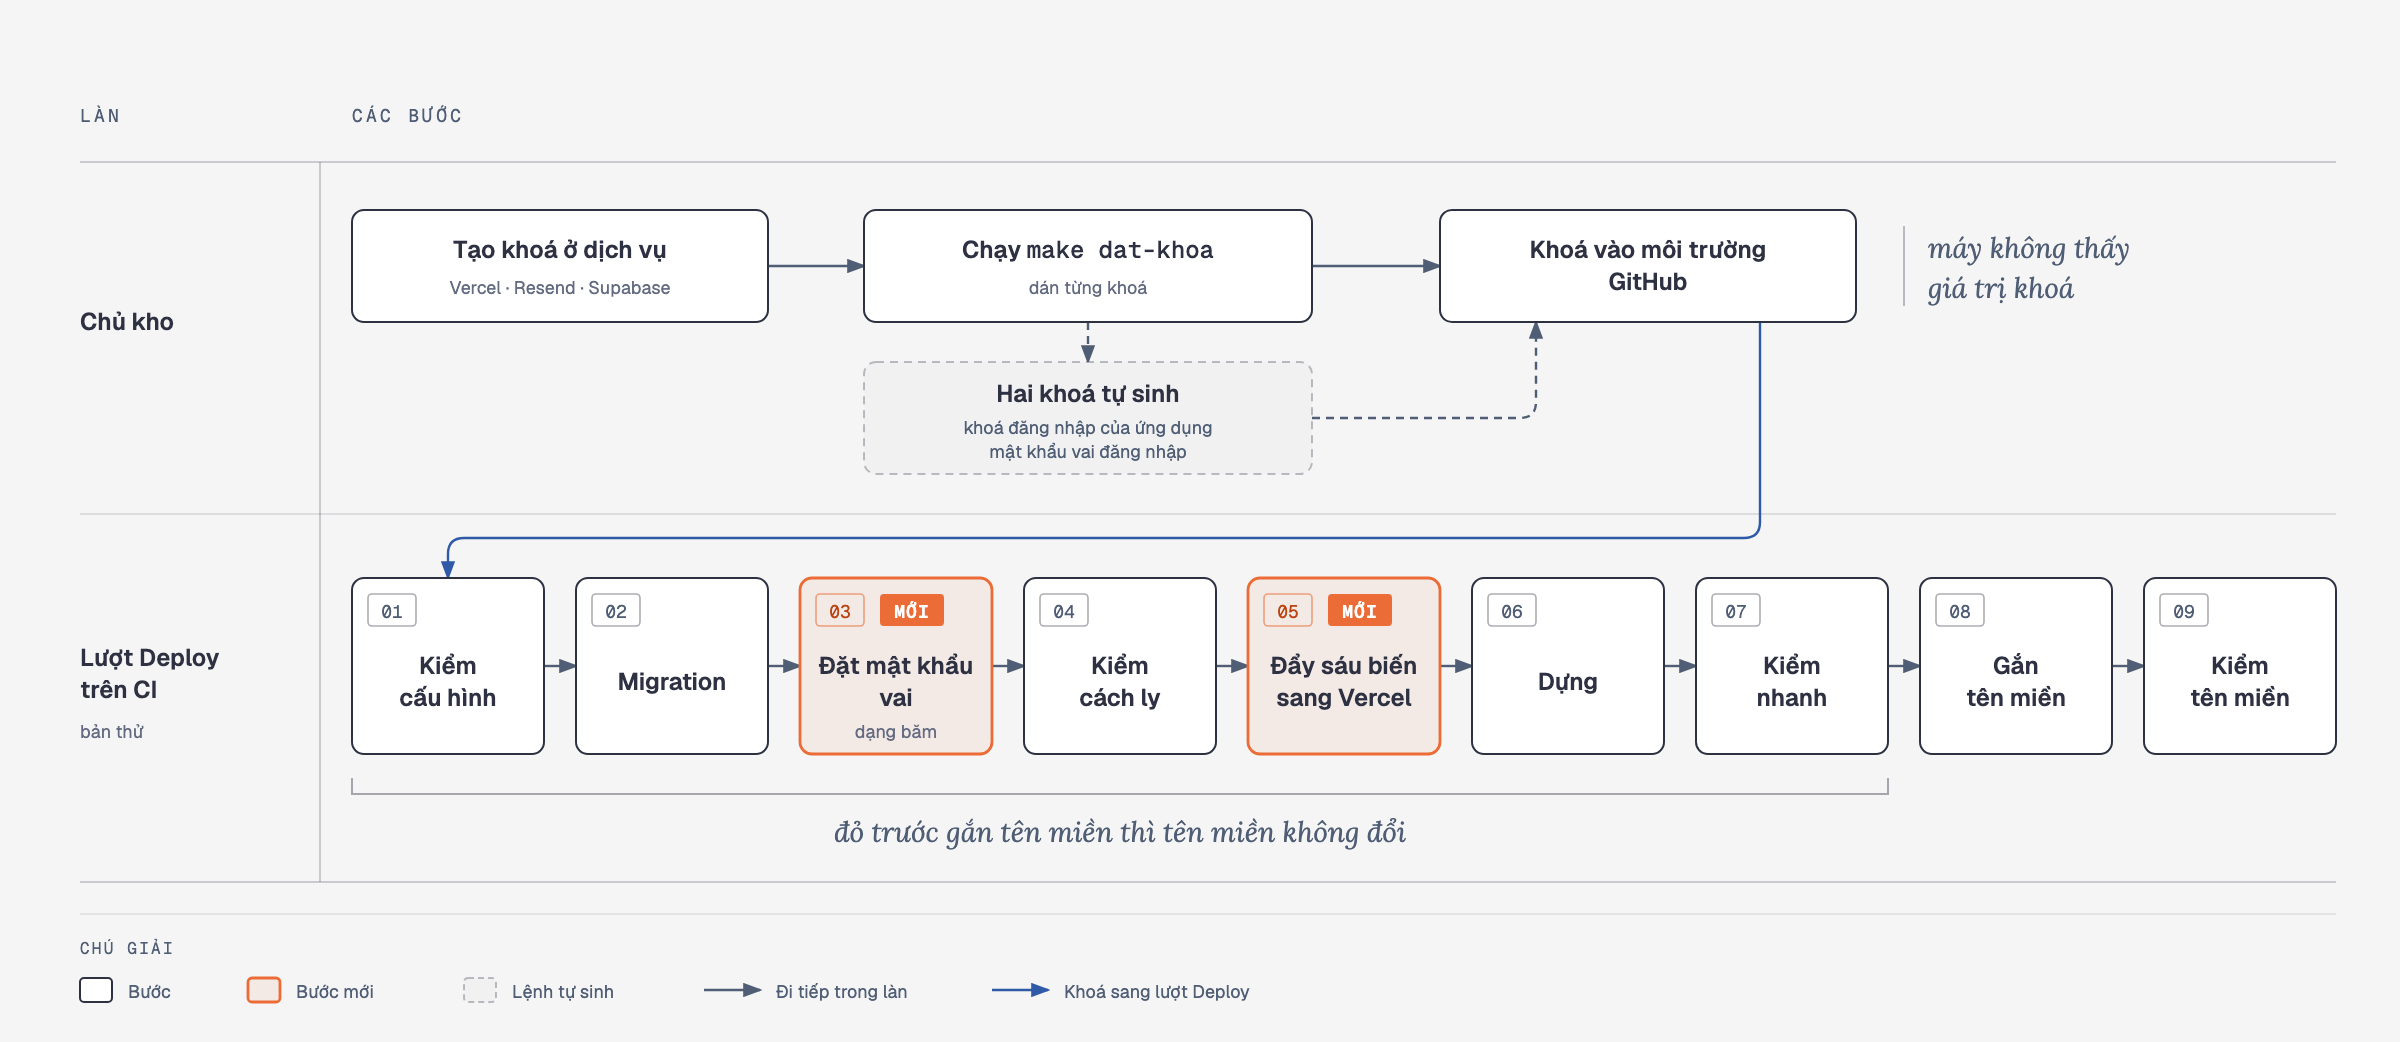 LÀN
CÁC BƯỚC
Chủ kho
Tạo khoá ở dịch vụ
Vercel · Resend · Supabase
Chạy make dat-khoa
dán từng khoá
Khoá vào môi trường
GitHub
máy không thấy
giá trị khoá
Hai khoá tự sinh
khoá đăng nhập của ứng dụng
mật khẩu vai đăng nhập
Lượt Deploy
trên CI
bản thử
01
Kiểm
cấu hình
02
Migration
03 MỚI
Đặt mật khẩu
vai
dạng băm
04
Kiểm
cách ly
05 MỚI
Đẩy sáu biến
sang Vercel
06
Dựng
07
Kiểm
nhanh
08
Gắn
tên miền
09
Kiểm
tên miền
đỏ trước gắn tên miền thì tên miền không đổi
CHÚ GIẢI
Bước
Bước mới
Lệnh tự sinh
Đi tiếp trong làn
Khoá sang lượt Deploy